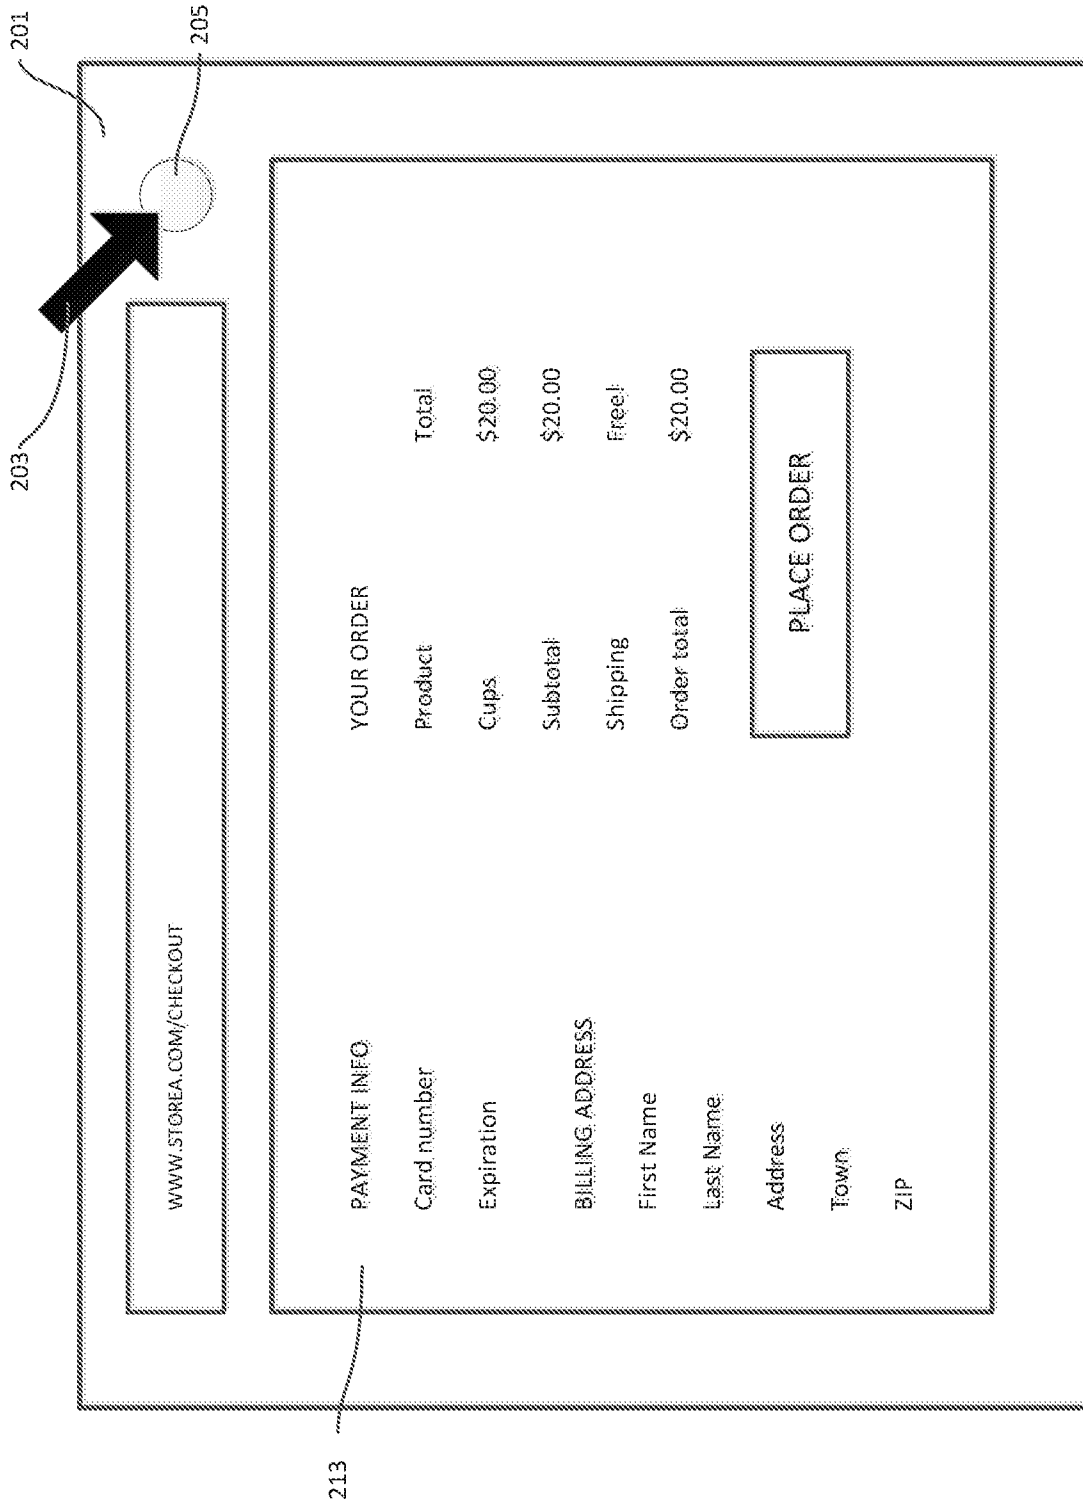 201
205
203
WWW.STOREA.COM/CHECKOUT
213
PAYMENT INFO
Card number
Expiration
BILLING ADDRESS
First Name
Last Name
Address
Town
ZIP
YOUR ORDER
Product Total
Cups $20.00
Subtotal $20.00
Shipping Free!
Order total $20.00
PLACE ORDER